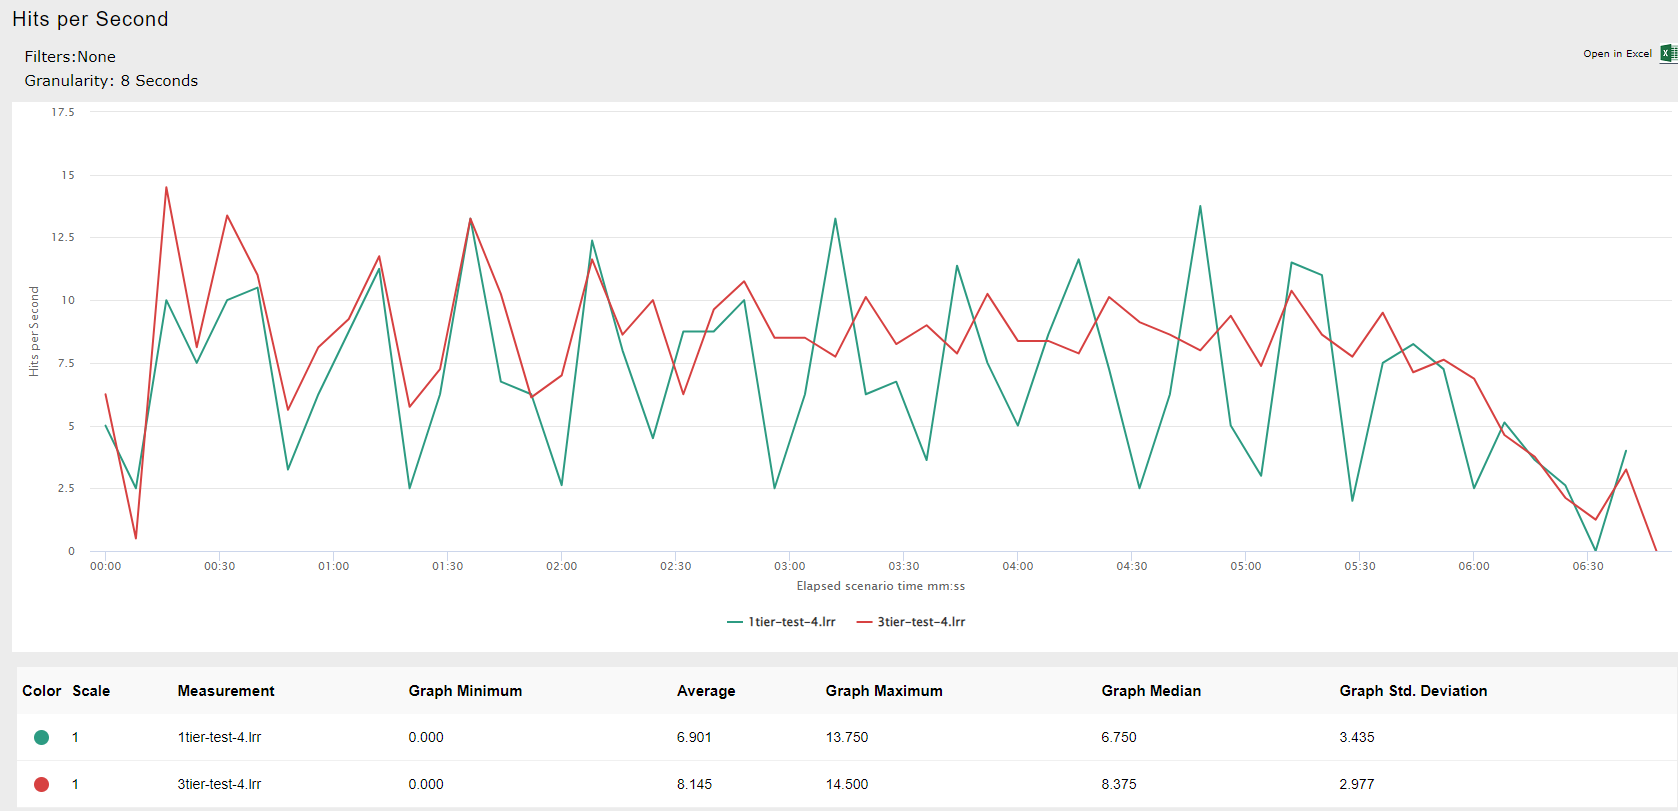 Hits per Second
Filters:None
Granularity: 8 Seconds
Open in Excel
17.5
15
12.5
10
7.5
5
2.5
0
Hits per Second
00:00 00:30 01:00 01:30 02:00 02:30 03:00 03:30 04:00 04:30 05:00 05:30 06:00 06:30
Elapsed scenario time mm:ss
1tier-test-4.lrr 3tier-test-4.lrr
Color Scale Measurement Graph Minimum Average Graph Maximum Graph Median Graph Std. Deviation
1 1tier-test-4.lrr 0.000 6.901 13.750 6.750 3.435
1 3tier-test-4.lrr 0.000 8.145 14.500 8.375 2.977